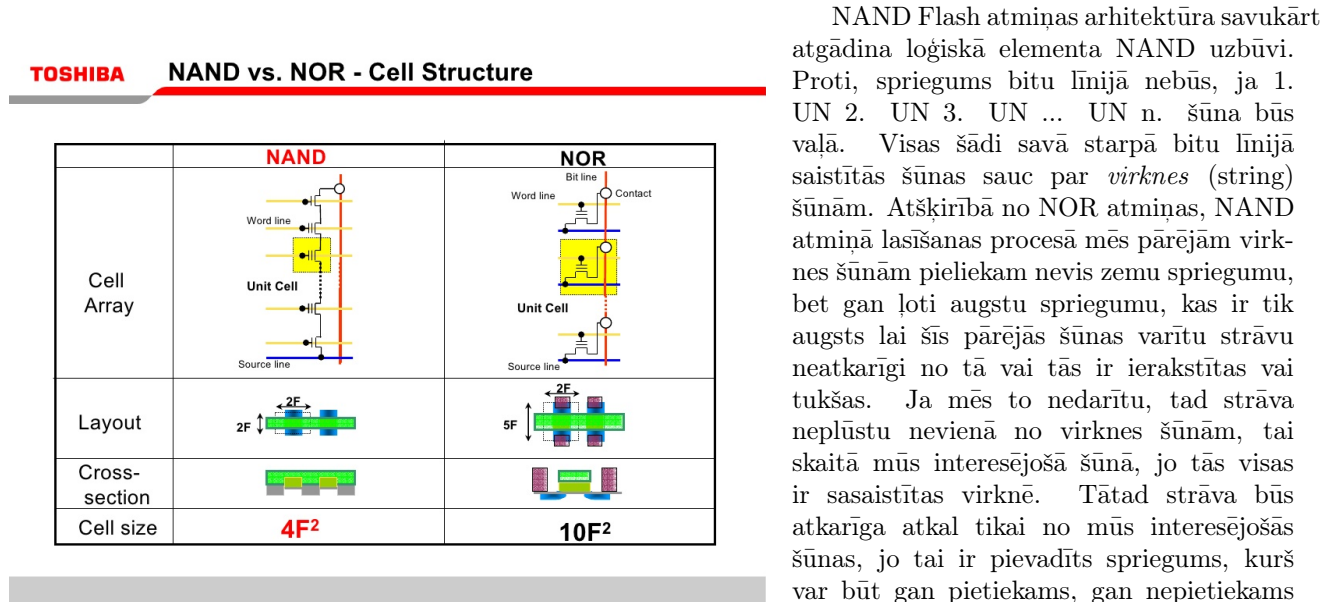 TOSHIBA NAND vs. NOR - Cell Structure
NAND NOR
Bit line
Word line Contact
Word line
Cell
Array
Unit Cell
Unit Cell
Source line
Source line
Layout
2F
2F
2F
5F
Cross-
section
Cell size 4F² 10F²
NAND Flash atmiņas arhitektūra savukārt
atgādina loģiskā elementa NAND uzbūvi.
Proti, spriegums bitu līnijā nebūs, ja 1.
UN 2. UN 3. UN ... UN n. šūna būs
vaļā. Visas šādi savā starpā bitu līnijā
saistītās šūnas sauc par virknes (string)
šūnām. Atšķirībā no NOR atmiņas, NAND
atmiņā lasīšanas procesā mēs pārējām virk-
nes šūnām pieliekam nevis zemu spriegumu,
bet gan ļoti augstu spriegumu, kas ir tik
augsts lai šīs pārējās šūnas varītu strāvu
neatkarīgi no tā vai tās ir ierakstītas vai
tukšas. Ja mēs to nedarītu, tad strāva
neplūstu nevienā no virknes šūnām, tai
skaitā mūs interesējošā šūnā, jo tās visas
ir sasaistītas virknē. Tātad strāva būs
atkarīga atkal tikai no mūs interesējošās
šūnas, jo tai ir pievadīts spriegums, kurš
var būt gan pietiekams, gan nepietiekams